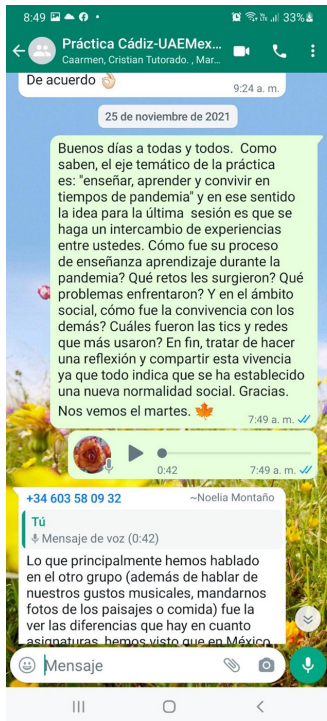 8:49
33%
Práctica Cádiz-UAEMex...
Caarmen, Cristian Tutorado. , Mar...
De acuerdo 👌🏻
9:24 a. m.
25 de noviembre de 2021
Buenos días a todas y todos.  Como
saben, el eje temático de la práctica
es: "enseñar, aprender y convivir en
tiempos de pandemia" y en ese sentido
la idea para la última  sesión es que se
haga un intercambio de experiencias
entre ustedes. Cómo fue su proceso
de enseñanza aprendizaje durante la
pandemia? Qué retos les surgieron? Qué
problemas enfrentaron? Y en el ámbito
social, cómo fue la convivencia con los
demás? Cuáles fueron las tics y redes
que más usaron? En fin, tratar de hacer
una reflexión y compartir esta vivencia
ya que todo indica que se ha establecido
una nueva normalidad social. Gracias.
Nos vemos el martes. 🍁
7:49 a. m.
0:42
7:49 a. m.
+34 603 58 09 32
~Noelia Montaño
Tú
Mensaje de voz (0:42)
Lo que principalmente hemos hablado
en el otro grupo (además de hablar de
nuestros gustos musicales, mandarnos
fotos de los paisajes o comida) fue la
ver las diferencias que hay en cuanto
asignaturas, hemos visto que en México
Mensaje